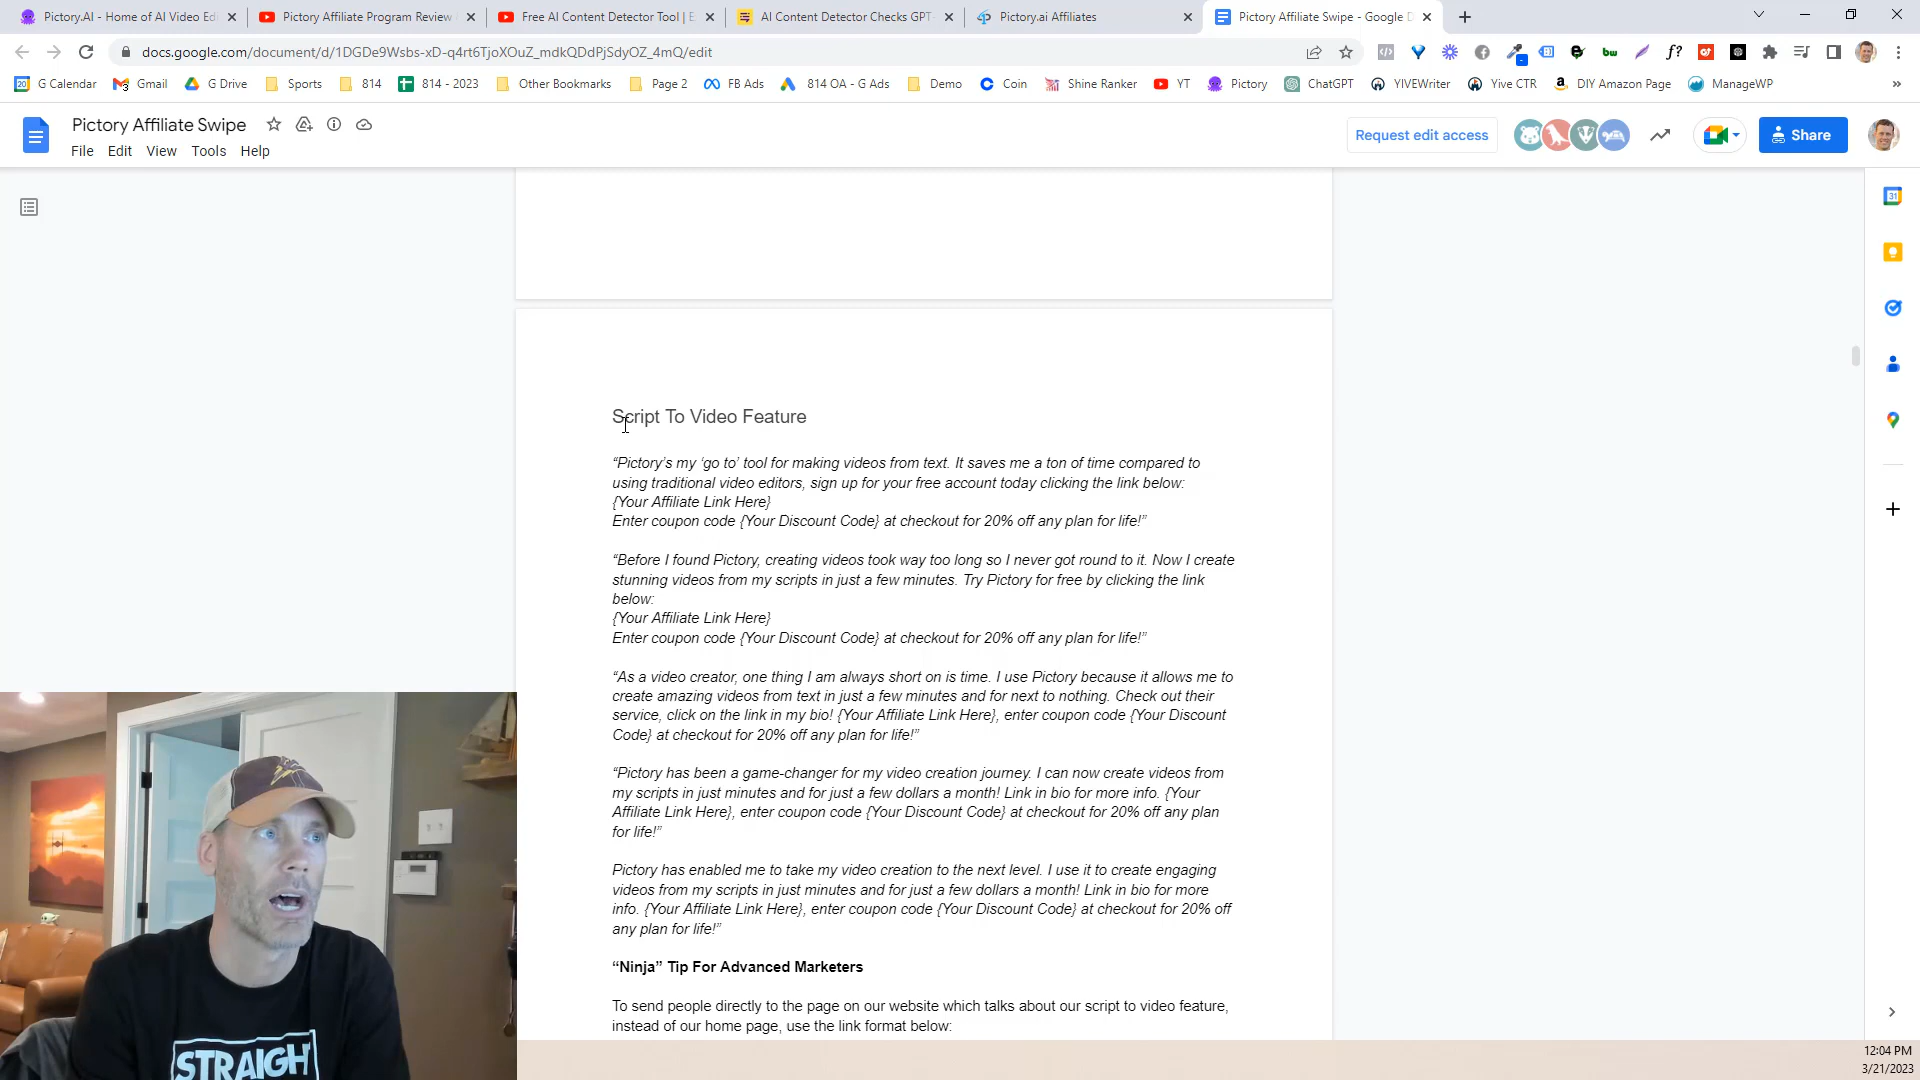 Pictory.AI - Home of AI Video Edi
Pictory Affiliate Program Review
Free AI Content Detector Tool | E
AI Content Detector Checks GPT
Pictory.ai Affiliates
Pictory Affiliate Swipe - Google D
docs.google.com/document/d/1DGDe9Wsbs-xD-q4rt6TjoXOuZ_mdkQDdPjSdyOZ_4mQ/edit
G Calendar
Gmail
G Drive
Sports
814
814 - 2023
Other Bookmarks
Page 2
FB Ads
814 OA - G Ads
Demo
Coin
Shine Ranker
YT
Pictory
ChatGPT
YIVEWriter
Yive CTR
DIY Amazon Page
ManageWP
Pictory Affiliate Swipe
File Edit View Tools Help
Request edit access
Share
Script To Video Feature
“Pictory’s my ‘go to’ tool for making videos from text. It saves me a ton of time compared to
using traditional video editors, sign up for your free account today clicking the link below:
{Your Affiliate Link Here}
Enter coupon code {Your Discount Code} at checkout for 20% off any plan for life!”
“Before I found Pictory, creating videos took way too long so I never got round to it. Now I create
stunning videos from my scripts in just a few minutes. Try Pictory for free by clicking the link
below:
{Your Affiliate Link Here}
Enter coupon code {Your Discount Code} at checkout for 20% off any plan for life!”
“As a video creator, one thing I am always short on is time. I use Pictory because it allows me to
create amazing videos from text in just a few minutes and for next to nothing. Check out their
service, click on the link in my bio! {Your Affiliate Link Here}, enter coupon code {Your Discount
Code} at checkout for 20% off any plan for life!”
“Pictory has been a game-changer for my video creation journey. I can now create videos from
my scripts in just minutes and for just a few dollars a month! Link in bio for more info. {Your
Affiliate Link Here}, enter coupon code {Your Discount Code} at checkout for 20% off any plan
for life!”
Pictory has enabled me to take my video creation to the next level. I use it to create engaging
videos from my scripts in just minutes and for just a few dollars a month! Link in bio for more
info. {Your Affiliate Link Here}, enter coupon code {Your Discount Code} at checkout for 20% off
any plan for life!”
“Ninja” Tip For Advanced Marketers
To send people directly to the page on our website which talks about our script to video feature,
instead of our home page, use the link format below:
STRAIGH
12:04 PM
3/21/2023